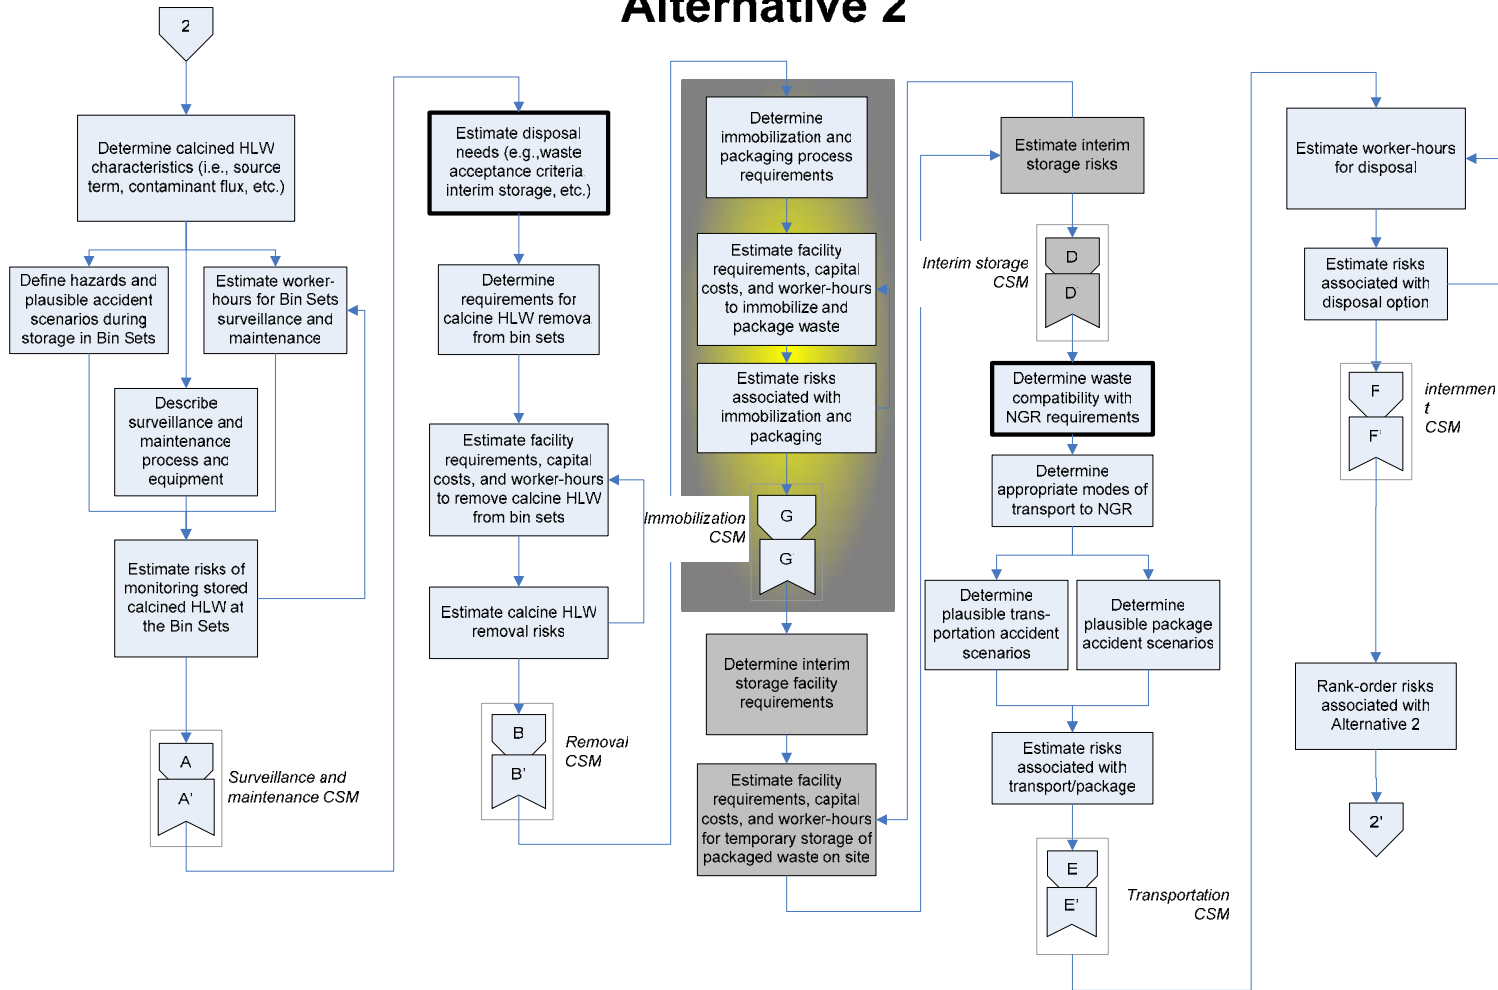 Alternative 2
2
Determine calcined HLW
characteristics (i.e., source
term, contaminant flux, etc.)
Define hazards and
plausible accident
scenarios during
storage in Bin Sets
Estimate worker-
hours for Bin Sets
surveillance and
maintenance
Describe
surveillance and
maintenance
process and
equipment
Estimate risks of
monitoring stored
calcined HLW at
the Bin Sets
A
A'
Surveillance and
maintenance CSM
Estimate disposal
needs (e.g.,waste
acceptance criteria,
interim storage, etc.)
Determine
requirements for
calcine HLW remova
from bin sets
Estimate facility
requirements, capital
costs, and worker-hours
to remove calcine HLW
from bin sets
Estimate calcine HLW
removal risks
B
B'
Removal
CSM
Determine
immobilization and
packaging process
requirements
Estimate facility
requirements, capital
costs, and worker-hours
to immobilize and
package waste
Estimate risks
associated with
immobilization and
packaging
Immobilization
CSM
G
G'
Determine interim
storage facility
requirements
Estimate facility
requirements, capital
costs, and worker-hours
for temporary storage of
packaged waste on site
Estimate interim
storage risks
Interim storage
CSM
D
D'
Determine waste
compatibility with
NGR requirements
Determine
appropriate modes of
transport to NGR
Determine
plausible trans-
portation accident
scenarios
Determine
plausible package
accident scenarios
Estimate risks
associated with
transport/package
E
E'
Transportation
CSM
Estimate worker-hours
for disposal
Estimate risks
associated with
disposal option
F
F'
internmen
t
CSM
Rank-order risks
associated with
Alternative 2
2'